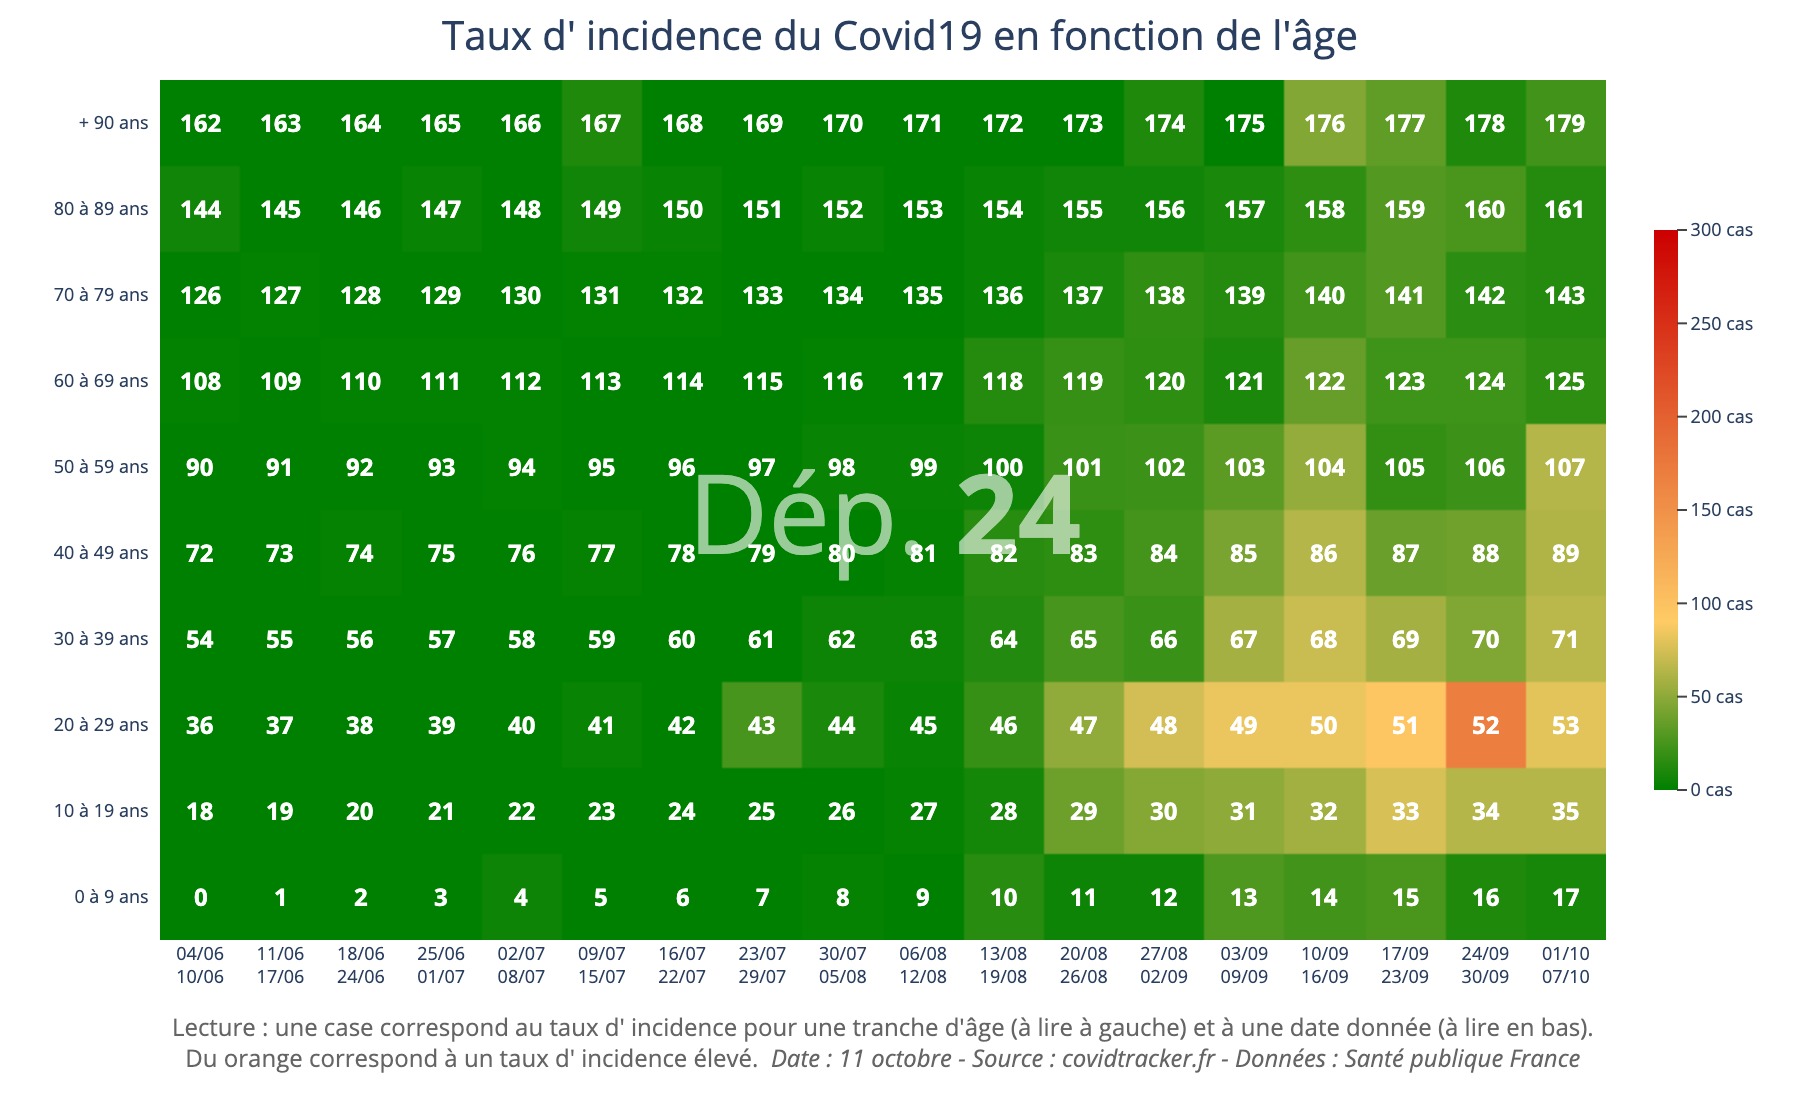 Taux d' incidence du Covid19 en fonction de l'âge
+ 90 ans 162 163 164 165 166 167 168 169 170 171 172 173 174 175 176 177 178 179
80 à 89 ans 144 145 146 147 148 149 150 151 152 153 154 155 156 157 158 159 160 161
70 à 79 ans 126 127 128 129 130 131 132 133 134 135 136 137 138 139 140 141 142 143
60 à 69 ans 108 109 110 111 112 113 114 115 116 117 118 119 120 121 122 123 124 125
50 à 59 ans 90 91 92 93 94 95 96 97 98 99 100 101 102 103 104 105 106 107
Dép. 24
40 à 49 ans 72 73 74 75 76 77 78 79 80 81 82 83 84 85 86 87 88 89
30 à 39 ans 54 55 56 57 58 59 60 61 62 63 64 65 66 67 68 69 70 71
20 à 29 ans 36 37 38 39 40 41 42 43 44 45 46 47 48 49 50 51 52 53
10 à 19 ans 18 19 20 21 22 23 24 25 26 27 28 29 30 31 32 33 34 35
0 à 9 ans 0 1 2 3 4 5 6 7 8 9 10 11 12 13 14 15 16 17
04/06 11/06 18/06 25/06 02/07 09/07 16/07 23/07 30/07 06/08 13/08 20/08 27/08 03/09 10/09 17/09 24/09 01/10
10/06 17/06 24/06 01/07 08/07 15/07 22/07 29/07 05/08 12/08 19/08 26/08 02/09 09/09 16/09 23/09 30/09 07/10
300 cas
250 cas
200 cas
150 cas
100 cas
50 cas
0 cas
Lecture : une case correspond au taux d' incidence pour une tranche d'âge (à lire à gauche) et à une date donnée (à lire en bas).
Du orange correspond à un taux d' incidence élevé. Date : 11 octobre - Source : covidtracker.fr - Données : Santé publique France